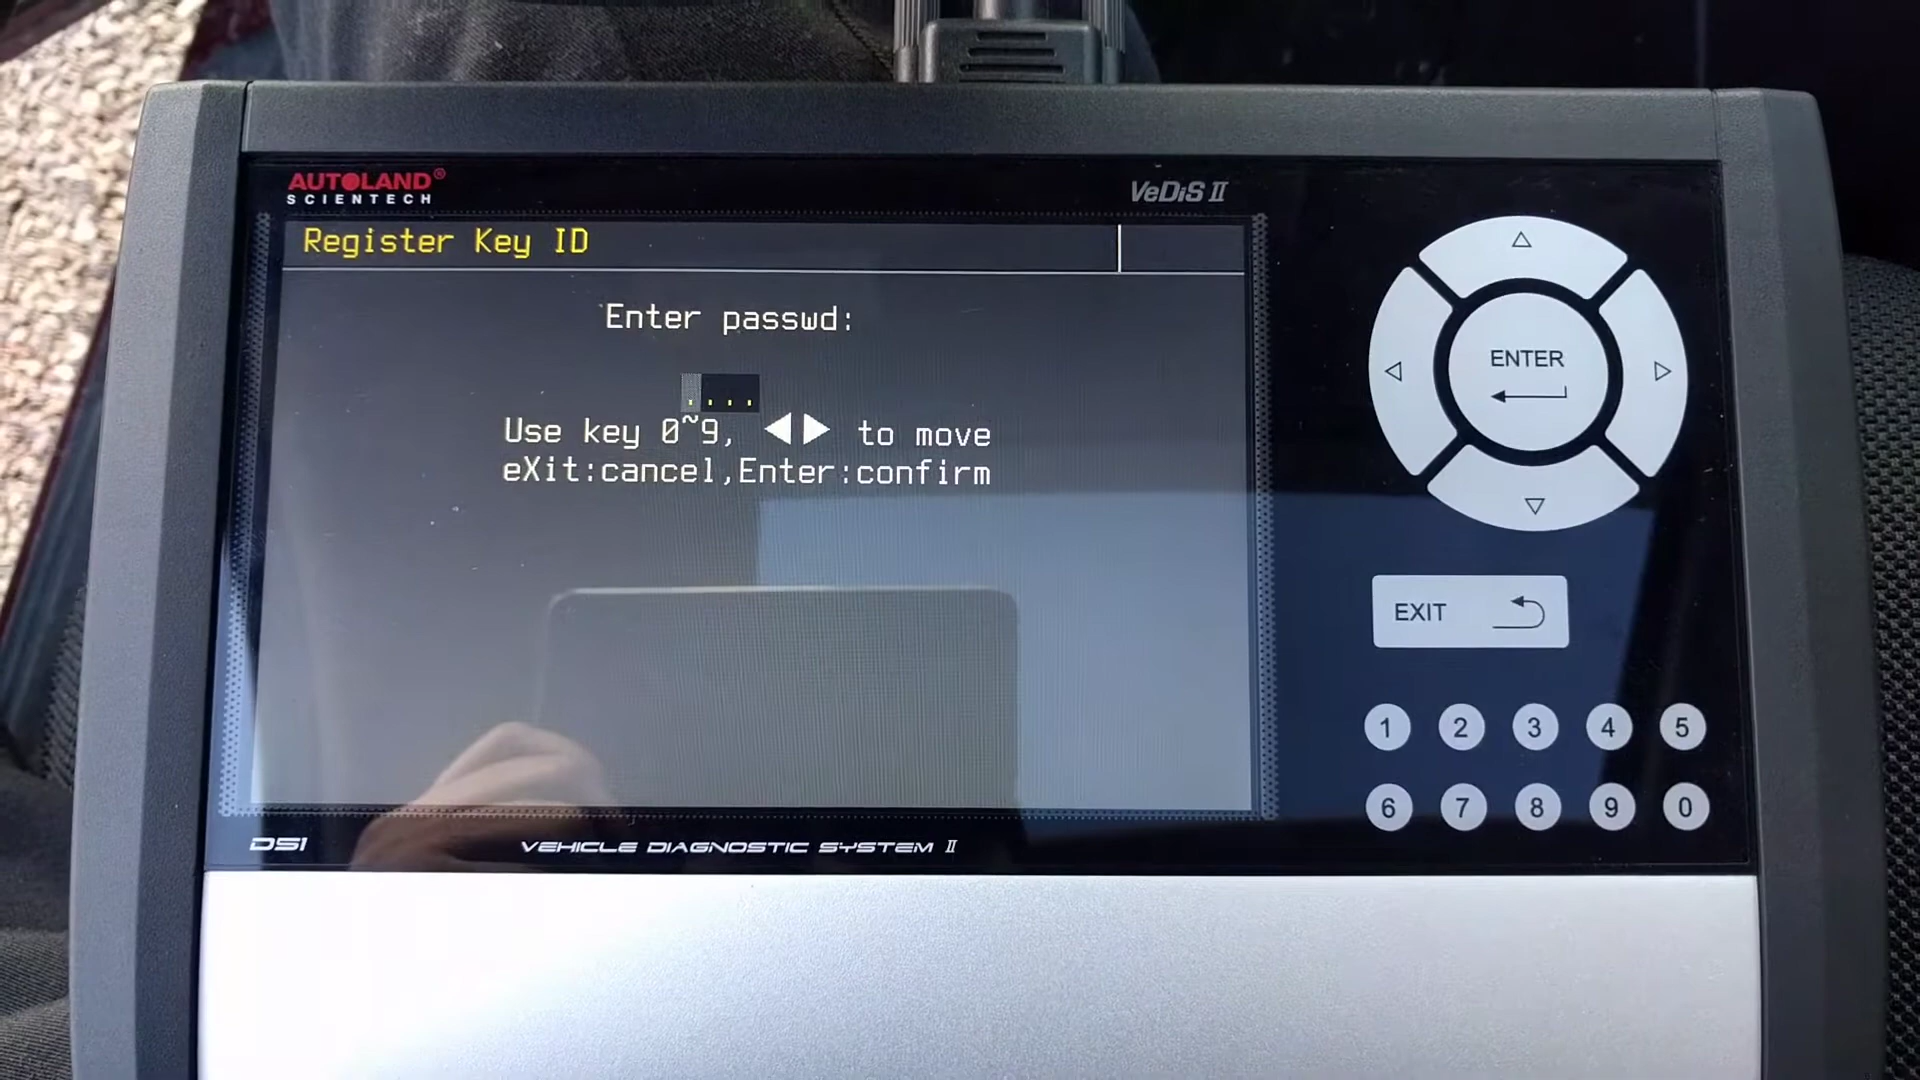 AUTOLAND®
SCIENTECH
VeDiS II
Register Key ID
Enter passwd:
....
Use key 0~9, ◀▶ to move
eXit:cancel,Enter:confirm
ENTER
EXIT
1 2 3 4 5
6 7 8 9 0
DS1
VEHICLE DIAGNOSTIC SYSTEM II